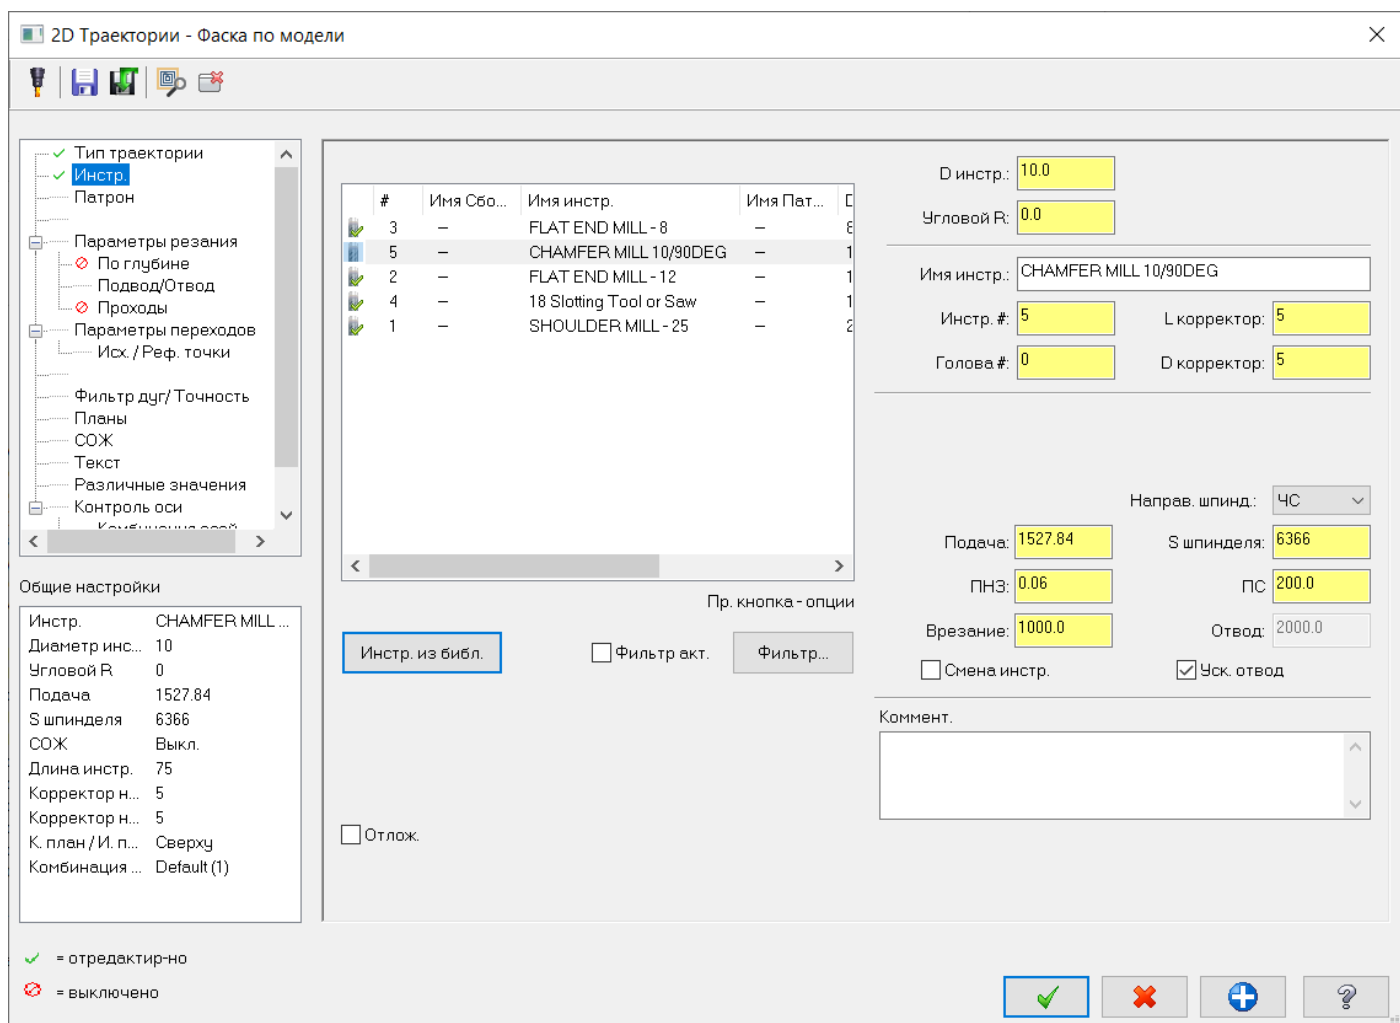 2D Траектории - Фаска по модели
Тип траектории
Инстр.
Патрон
Параметры резания
По глубине
Подвод/Отвод
Проходы
Параметры переходов
Исх. / Реф. точки
Фильтр дуг/ Точность
Планы
СОЖ
Текст
Различные значения
Контроль оси
Общие настройки
Инстр. CHAMFER MILL ...
Диаметр инс... 10
Угловой R 0
Подача 1527.84
S шпинделя 6366
СОЖ Выкл.
Длина инстр. 75
Корректор н... 5
Корректор н... 5
К. план / И. п... Сверху
Комбинация ... Default (1)
= отредактир-но
= выключено
# Имя Сбо... Имя инстр. Имя Пат...
3 – FLAT END MILL - 8 – 8
5 – CHAMFER MILL 10/90DEG – 1
2 – FLAT END MILL - 12 – 1
4 – 18 Slotting Tool or Saw – 1
1 – SHOULDER MILL - 25 – 2
Пр. кнопка - опции
Инстр. из библ. Фильтр акт. Фильтр...
Отлож.
D инстр.: 10.0
Угловой R: 0.0
Имя инстр.: CHAMFER MILL 10/90DEG
Инстр. #: 5 L корректор: 5
Голова #: 0 D корректор: 5
Направ. шпинд.: ЧС
Подача: 1527.84 S шпинделя: 6366
ПНЗ: 0.06 ПС 200.0
Врезание: 1000.0 Отвод: 2000.0
Смена инстр. Уск. отвод
Коммент.